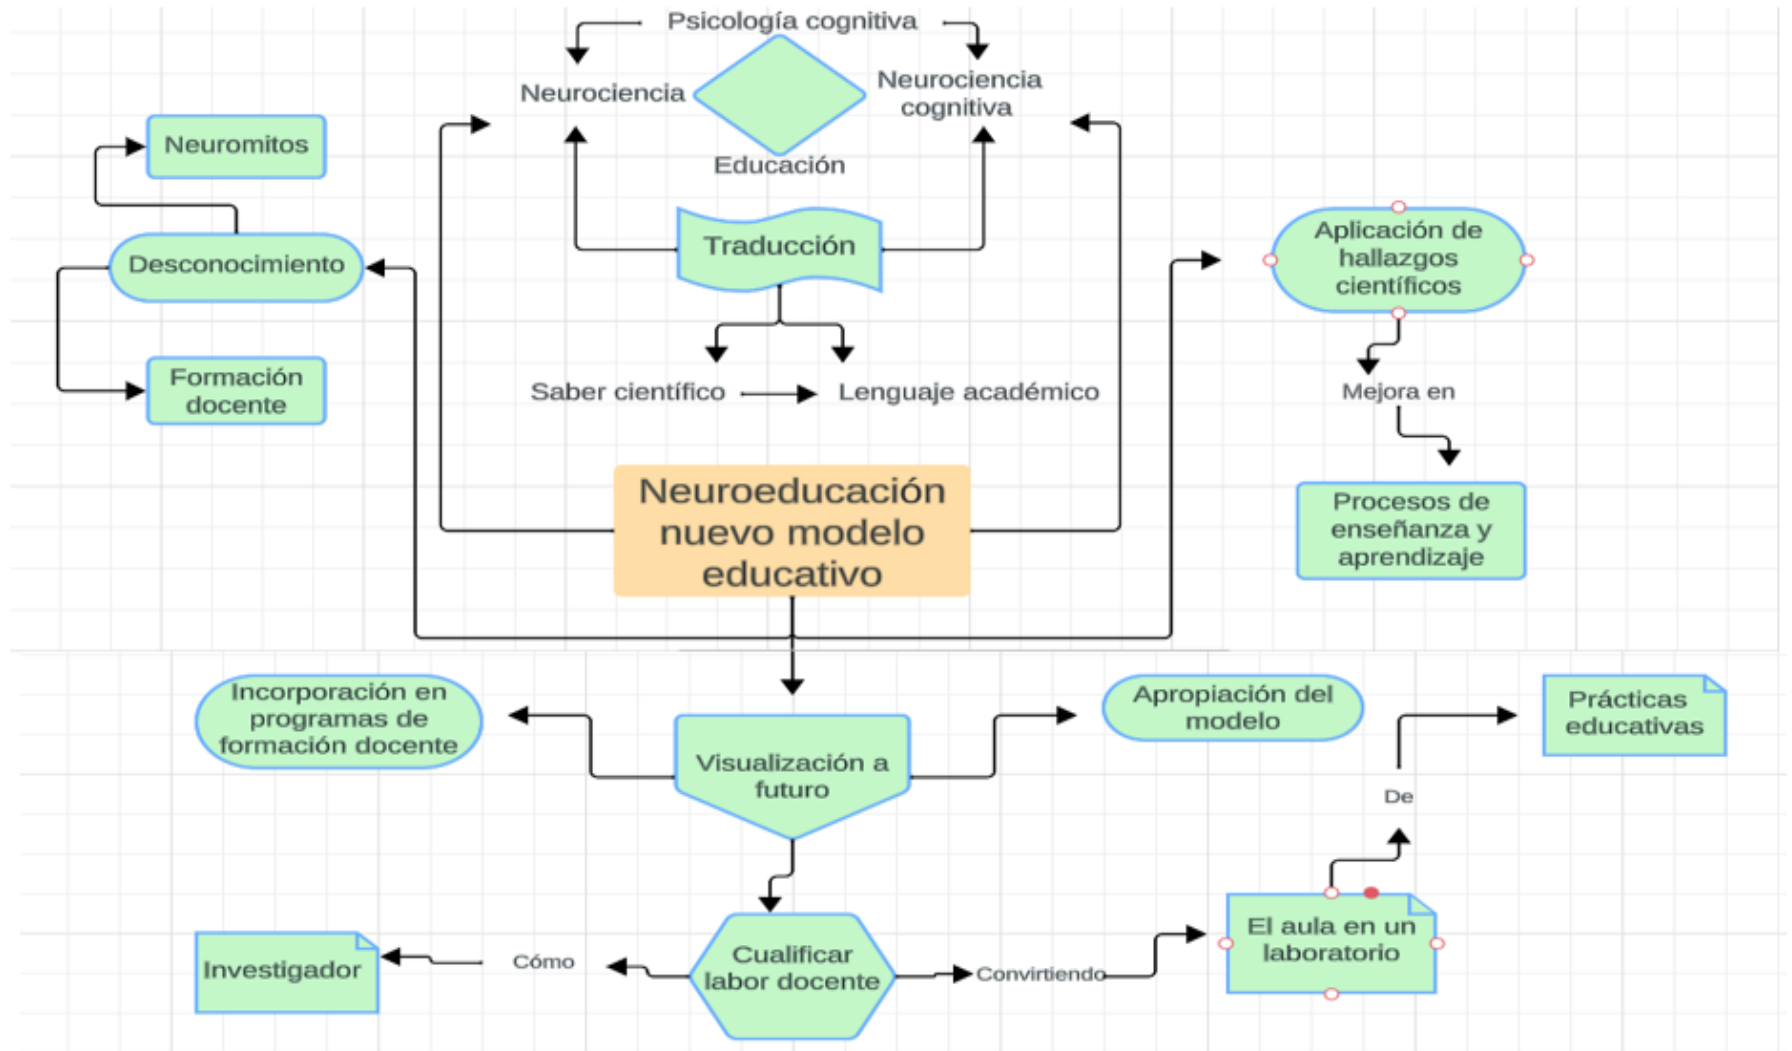 Psicología cognitiva
Neurociencia
Neurociencia
cognitiva
Educación
Neuromitos
Traducción
Desconocimiento
Aplicación de
hallazgos
científicos
Formación
docente
Saber científico
Lenguaje académico
Mejora en
Neuroeducación
nuevo modelo
educativo
Procesos de
enseñanza y
aprendizaje
Incorporación en
programas de
formación docente
Visualización a
futuro
Apropiación del
modelo
Prácticas
educativas
De
Investigador
Cómo
Cualificar
labor docente
Convirtiendo
El aula en un
laboratorio